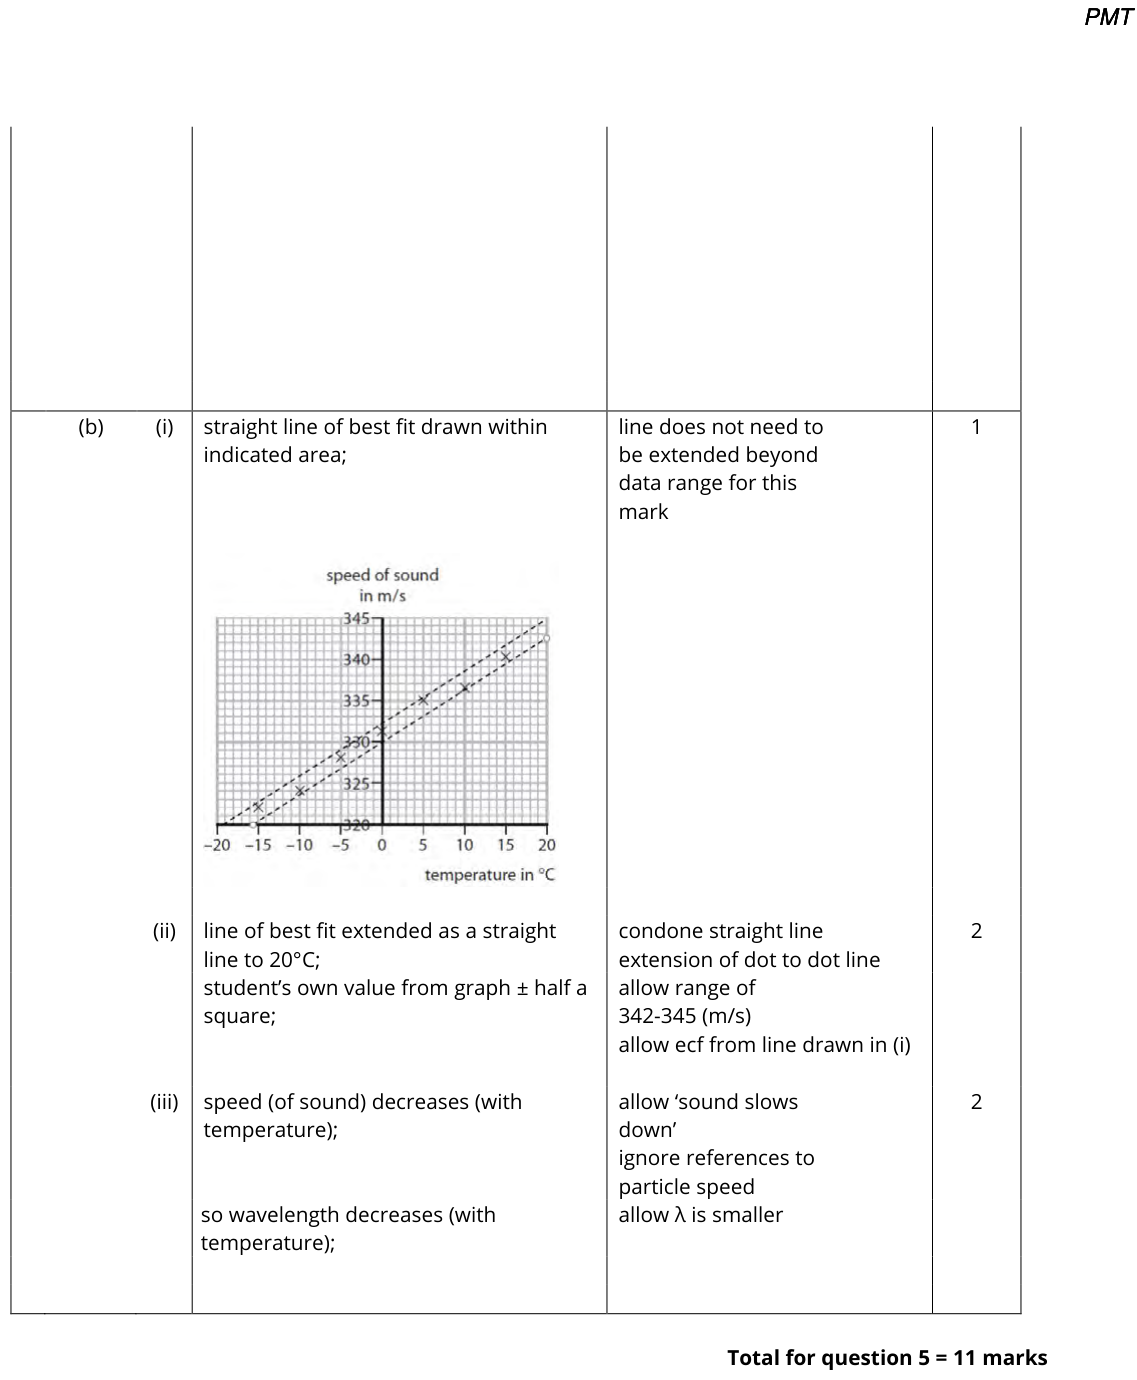 PMT
(b) (i) straight line of best fit drawn within line does not need to 1
indicated area; be extended beyond
data range for this
mark
speed of sound
in m/s
345
340
335
330
325
320
−20 −15 −10 −5 0 5 10 15 20
temperature in °C
(ii) line of best fit extended as a straight condone straight line 2
line to 20°C; extension of dot to dot line
student’s own value from graph ± half a allow range of
square; 342-345 (m/s)
allow ecf from line drawn in (i)
(iii) speed (of sound) decreases (with allow ‘sound slows 2
temperature); down’
ignore references to
particle speed
so wavelength decreases (with allow λ is smaller
temperature);
Total for question 5 = 11 marks